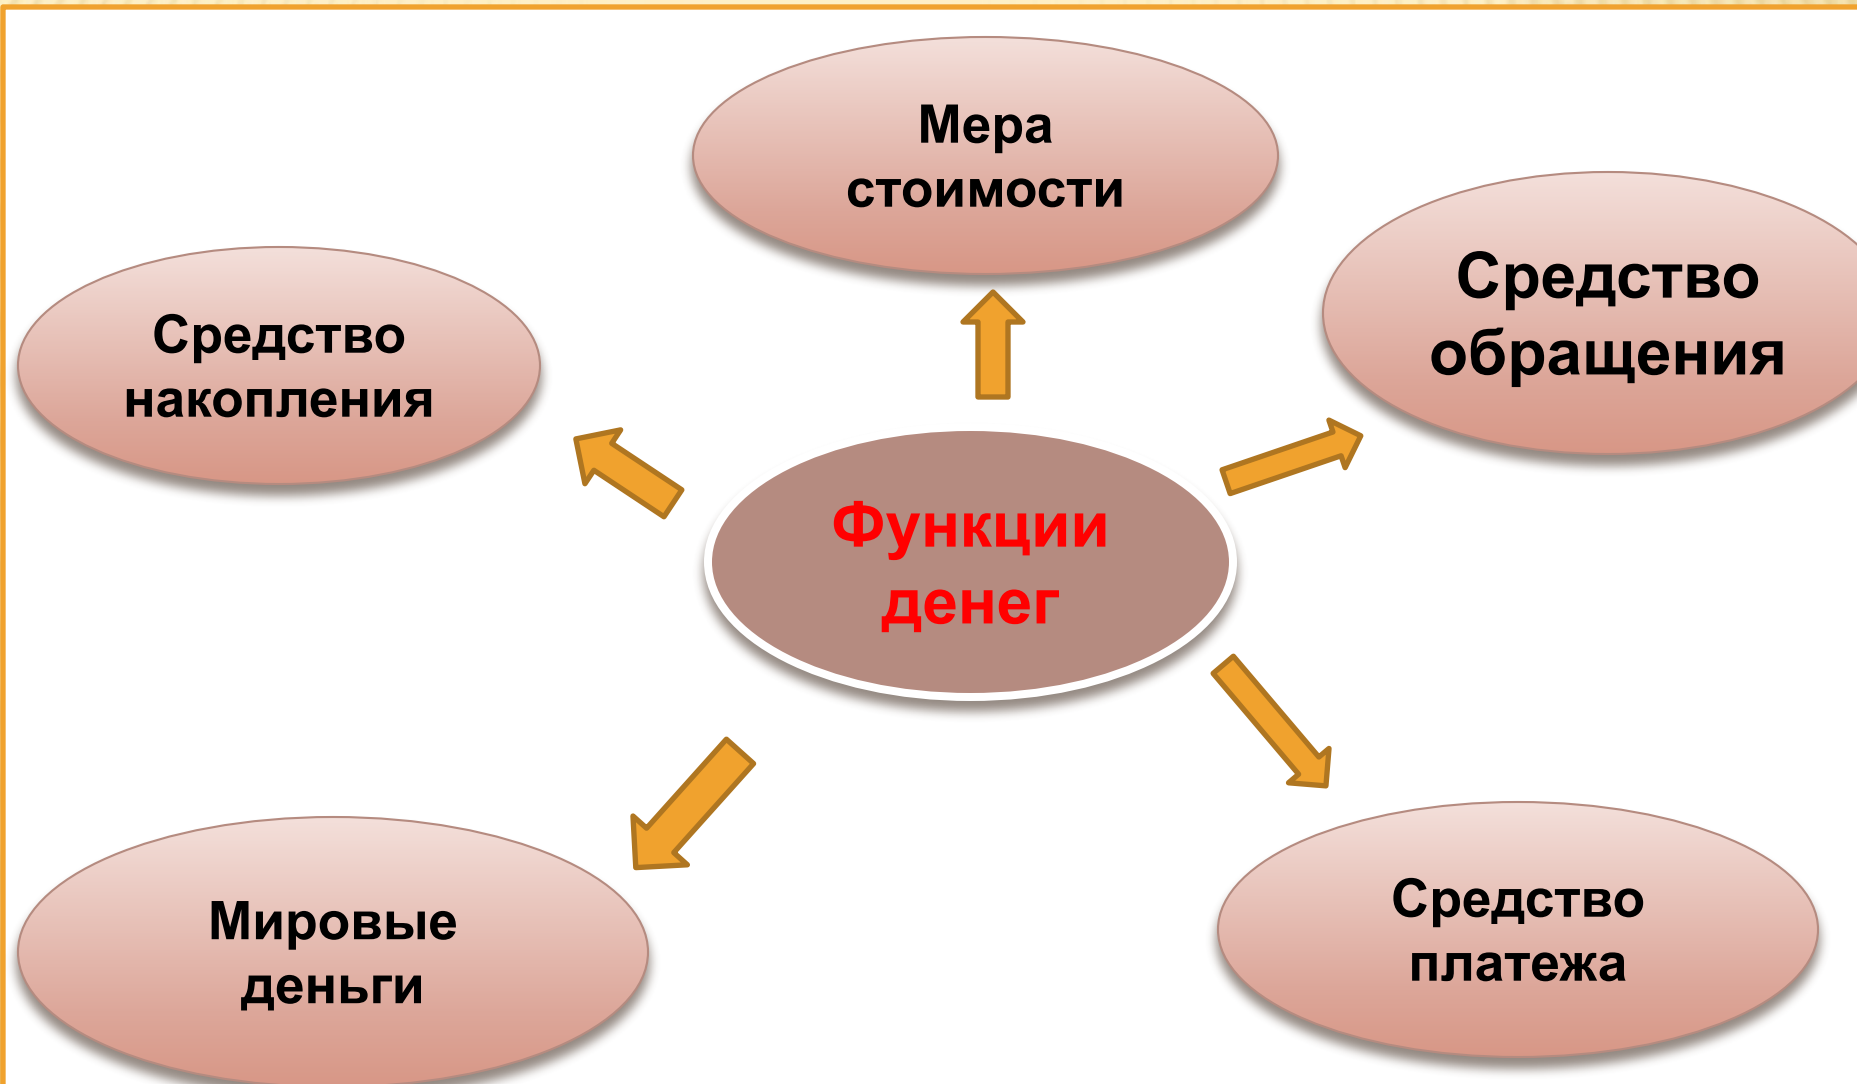 Мера
стоимости
Средство
обращения
Средство
накопления
Функции
денег
Мировые
деньги
Средство
платежа